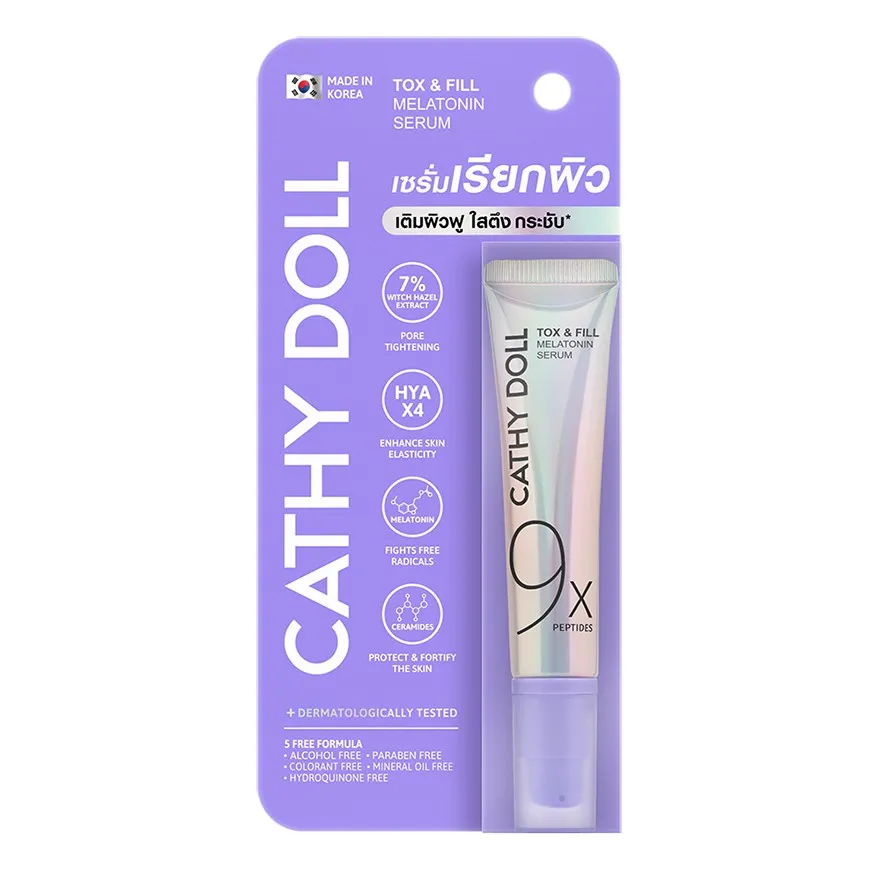 MADE IN
KOREA
TOX & FILL
MELATONIN
SERUM
CATHY DOLL
เซรั่มเรียกผิว
เติมผิวฟู ใสตึง กระชับ*
7%
WITCH HAZEL
EXTRACT
PORE
TIGHTENING
HYA
X4
ENHANCE SKIN
ELASTICITY
MELATONIN
FIGHTS FREE
RADICALS
CERAMIDES
PROTECT & FORTIFY
THE SKIN
+ DERMATOLOGICALLY TESTED
5 FREE FORMULA
• ALCOHOL FREE • PARABEN FREE
• COLORANT FREE • MINERAL OIL FREE
• HYDROQUINONE FREE
TOX & FILL
MELATONIN
SERUM
CATHY DOLL
9X
PEPTIDES